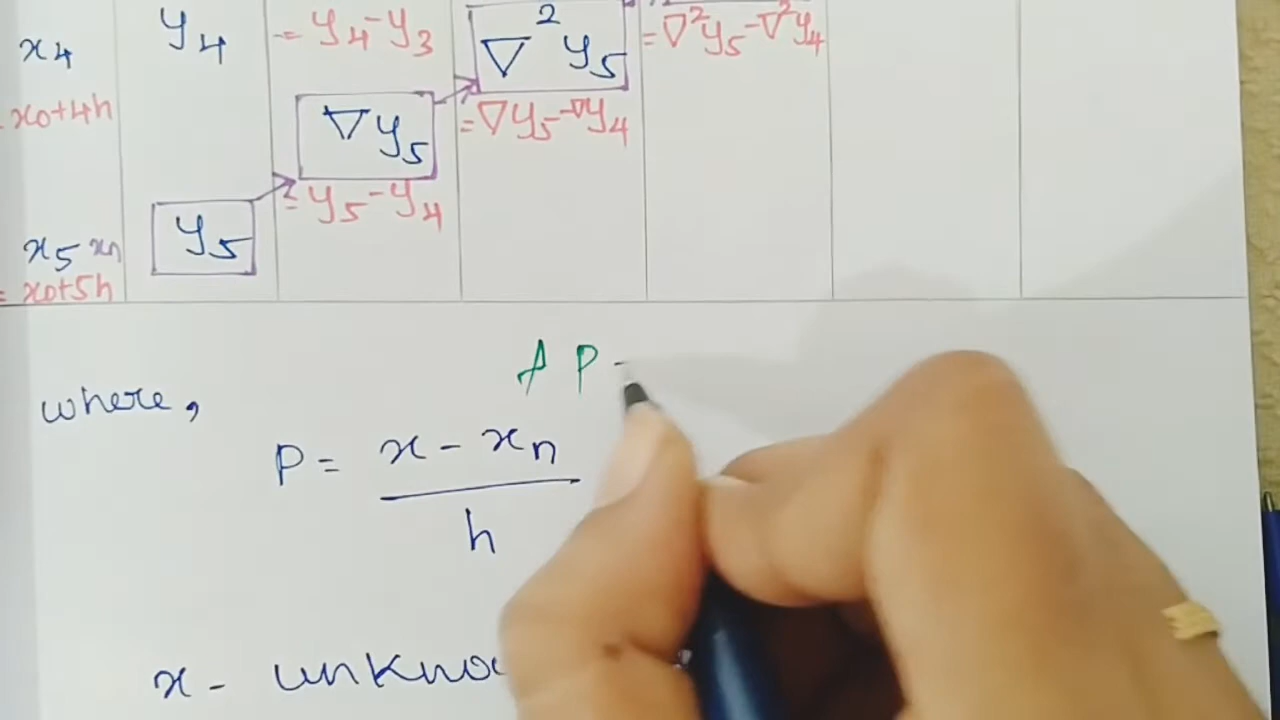 x4 y4 = y4 - y3 ∇²y5 = ∇²y5 - ∇²y4
x0+4h ∇y5 = ∇y5 - ∇y4
y5 = y5 - y4
x5 xn
= x0+5h
P -
where,
P = x - xn
h
x -